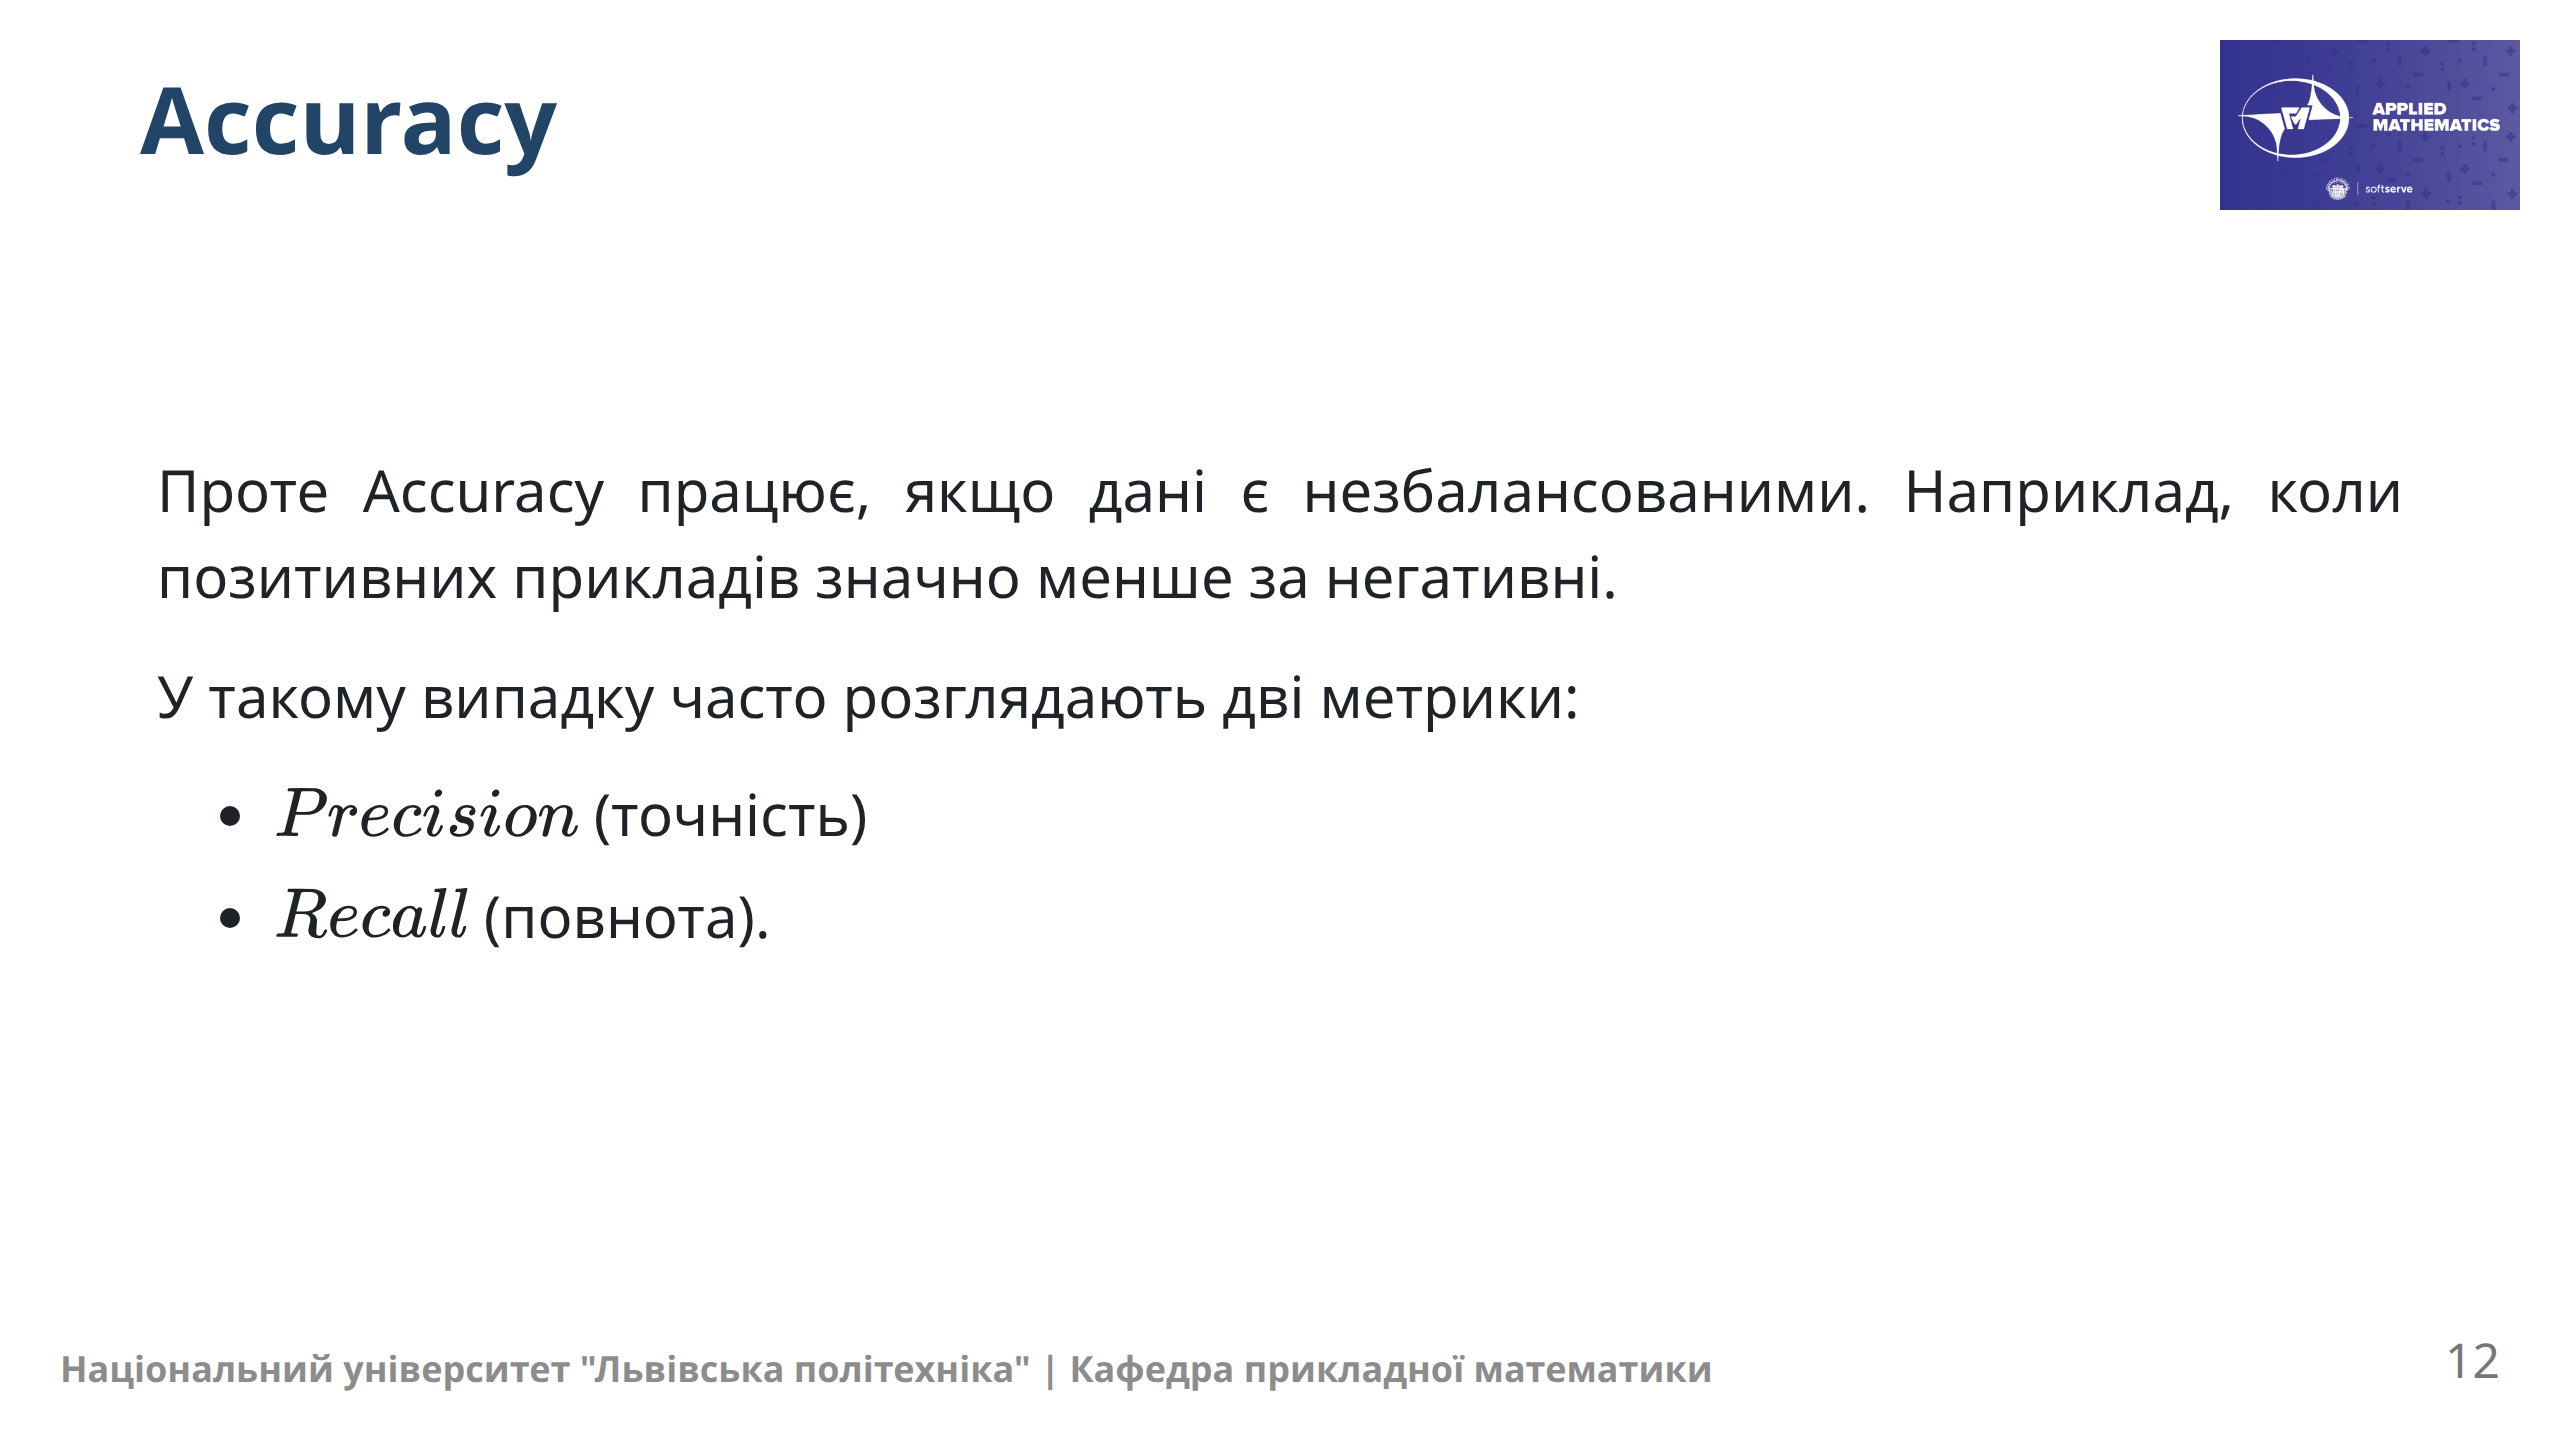 Accuracy
APPLIED
MATHEMATICS
softserve
Проте Accuracy працює, якщо дані є незбалансованими. Наприклад, коли
позитивних прикладів значно менше за негативні.
У такому випадку часто розглядають дві метрики:
• Precision (точність)
• Recall (повнота).
Національний університет "Львівська політехніка" | Кафедра прикладної математики
12